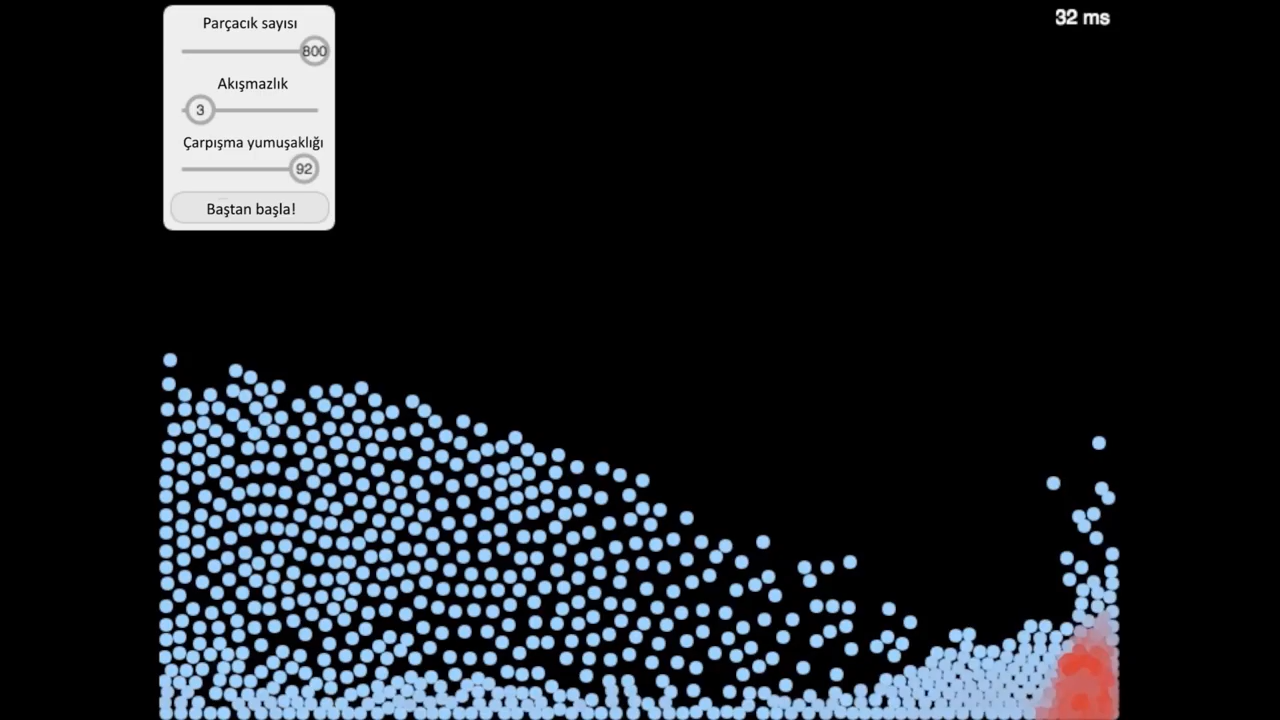 Parçacık sayısı
800
Akışmazlık
3
Çarpışma yumuşaklığı
92
Baştan başla!
32 ms